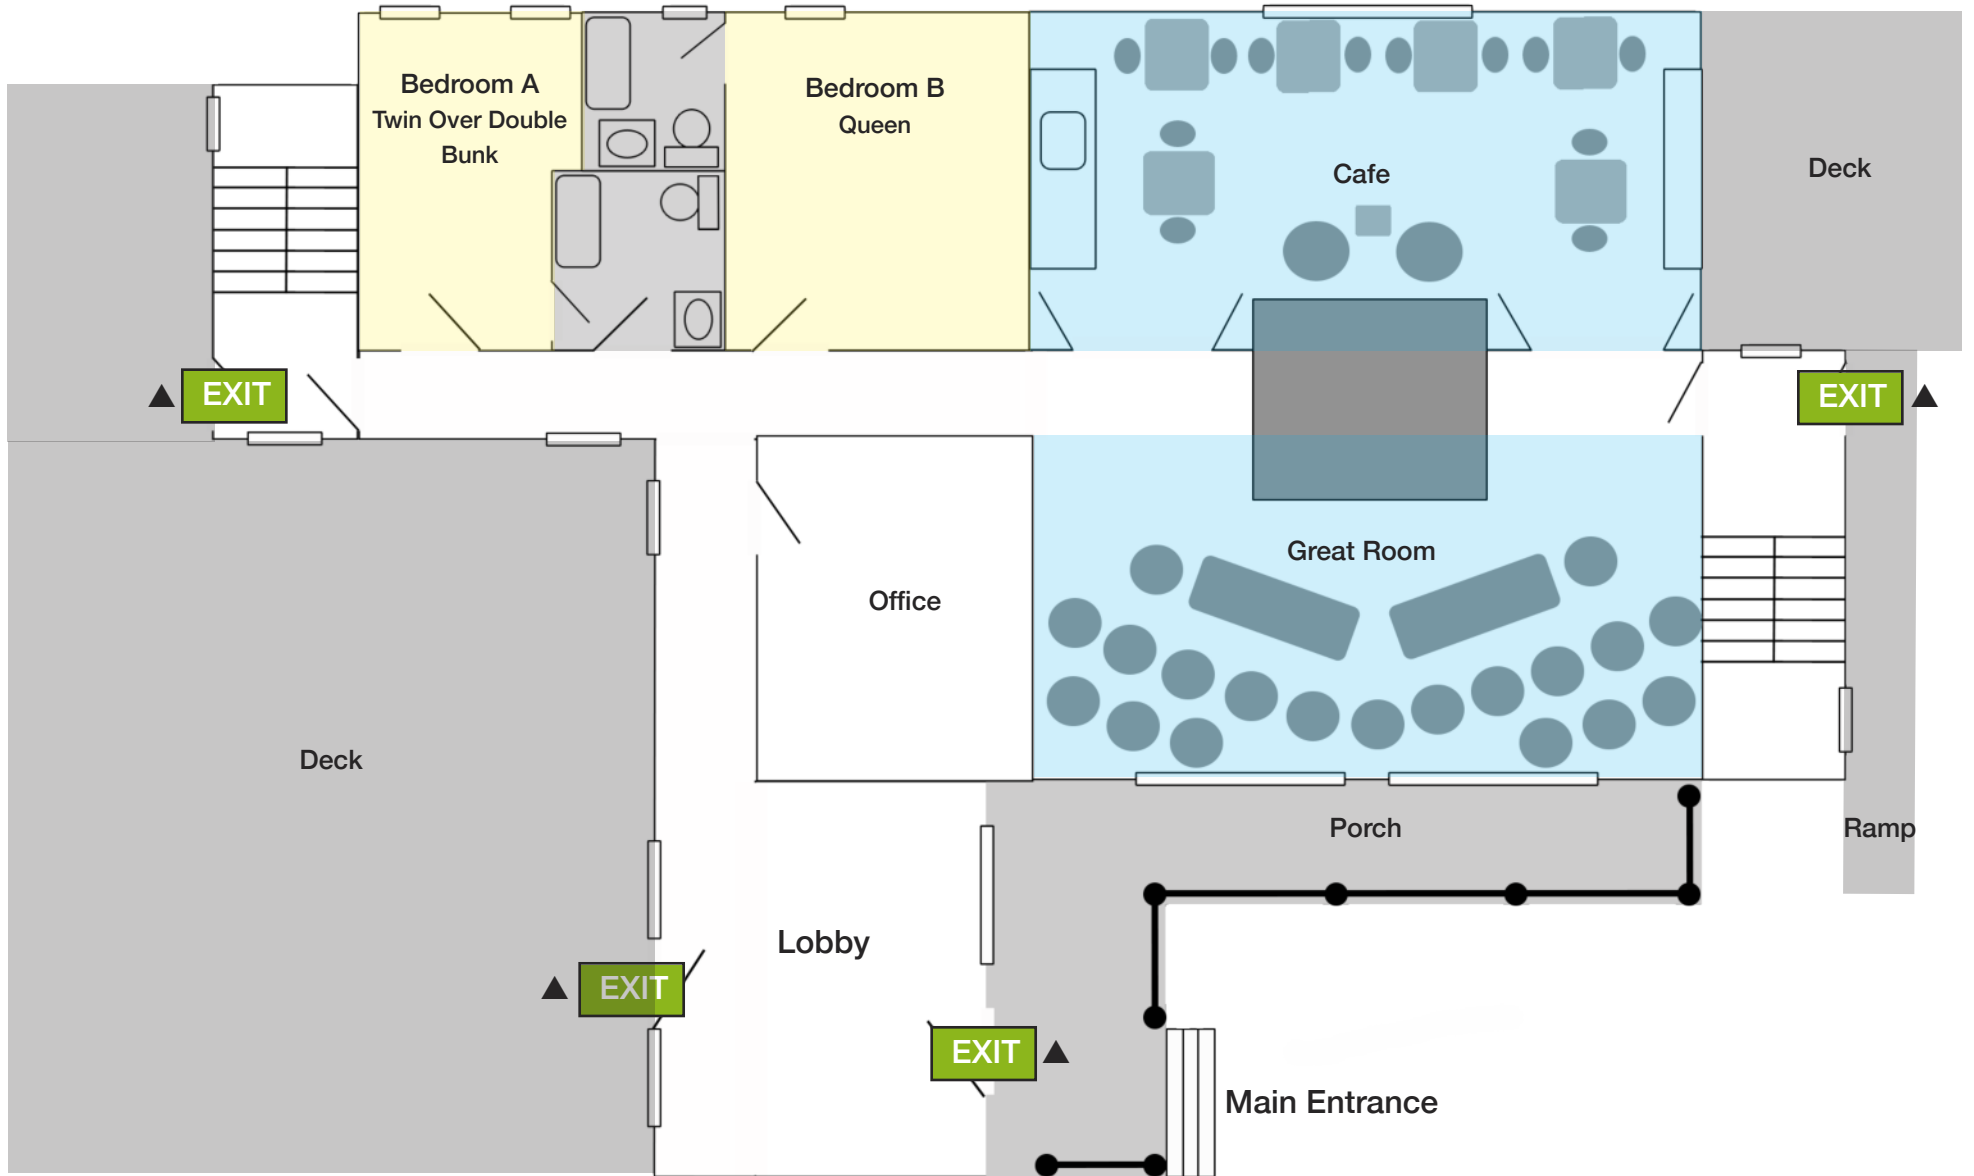 Bedroom A
Twin Over Double
Bunk
Bedroom B
Queen
Cafe
Deck
EXIT
EXIT
Great Room
Office
Deck
Porch
Ramp
Lobby
EXIT
EXIT
Main Entrance